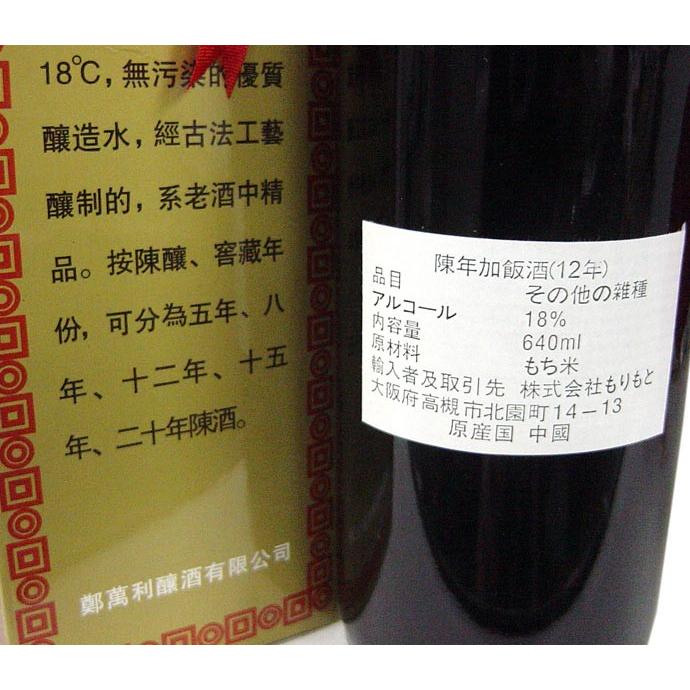 18℃，無污染的優質
釀造水，經古法工藝
釀制的，系老酒中精
品。按陳釀、窖藏年
份，可分為五年、八
年、十二年、十五
年、二十年陳酒。
鄭萬利釀酒有限公司
陳年加飯酒(12年)
品目 その他の雑種
アルコール 18%
内容量 640ml
原材料 もち米
輸入者及取引先 株式会社もりもと
大阪府高槻市北園町14－13
原産国 中國